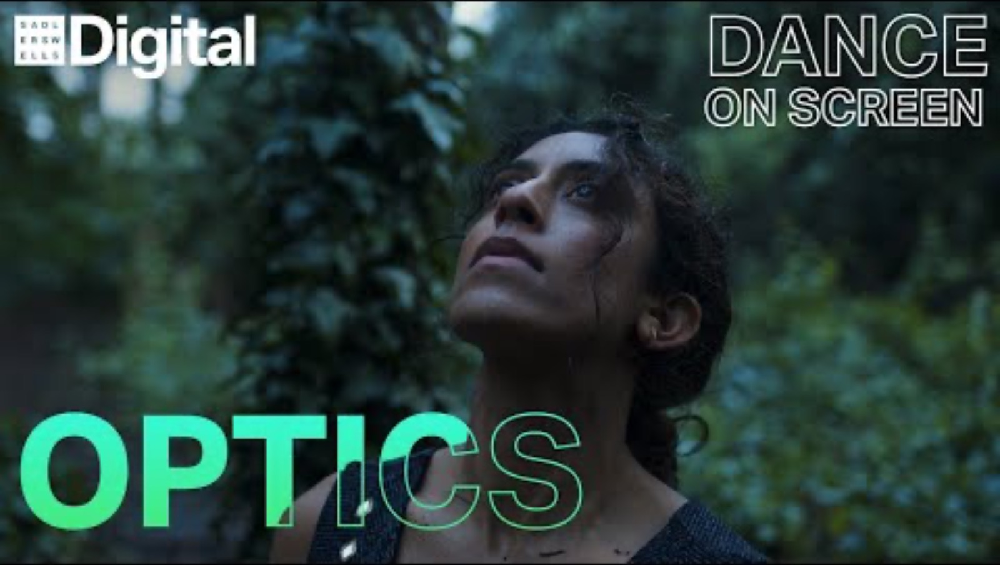 SADL
ERSW
ELLS
Digital
DANCE
ON SCREEN
OPTICS